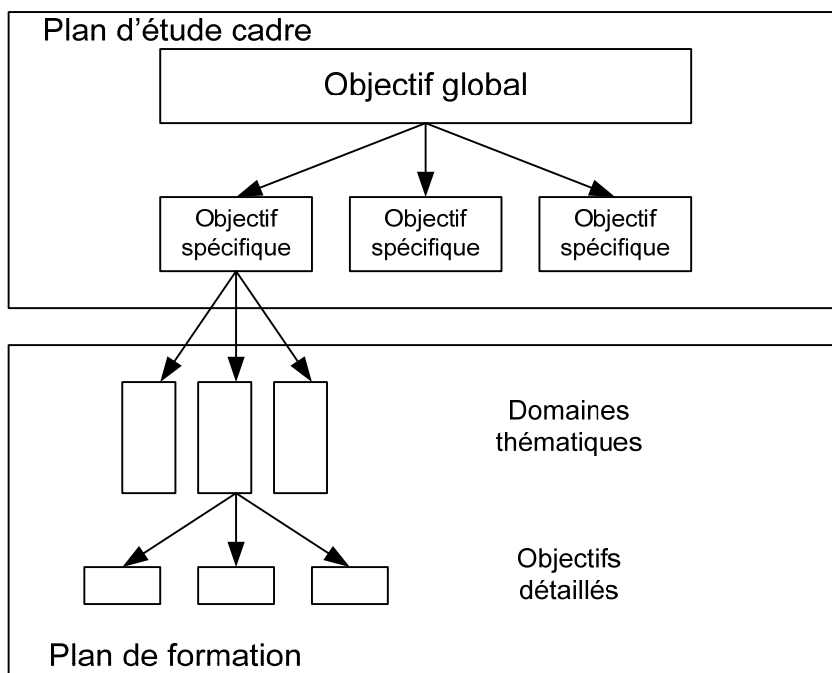 Plan d'étude cadre
Objectif global
Objectif
spécifique
Objectif
spécifique
Objectif
spécifique
Domaines
thématiques
Objectifs
détaillés
Plan de formation